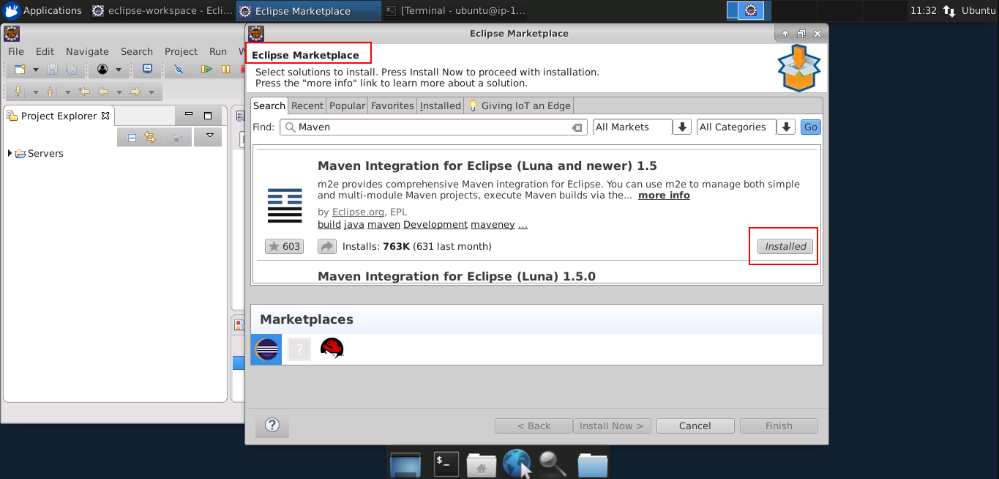 Applications eclipse-workspace - Ecli... Eclipse Marketplace [Terminal - ubuntu@ip-1... 11:32 Ubuntu
File Edit Navigate Search Project Run
Project Explorer
Servers
Eclipse Marketplace
Eclipse Marketplace
Select solutions to install. Press Install Now to proceed with installation.
Press the "more info" link to learn more about a solution.
Search Recent Popular Favorites Installed Giving IoT an Edge
Find: Maven All Markets All Categories Go
Maven Integration for Eclipse (Luna and newer) 1.5
m2e provides comprehensive Maven integration for Eclipse. You can use m2e to manage both simple
and multi-module Maven projects, execute Maven builds via the... more info
by Eclipse.org, EPL
build java maven Development maveney ...
603 Installs: 763K (631 last month) Installed
Maven Integration for Eclipse (Luna) 1.5.0
Marketplaces
?
? < Back Install Now > Cancel Finish
$_